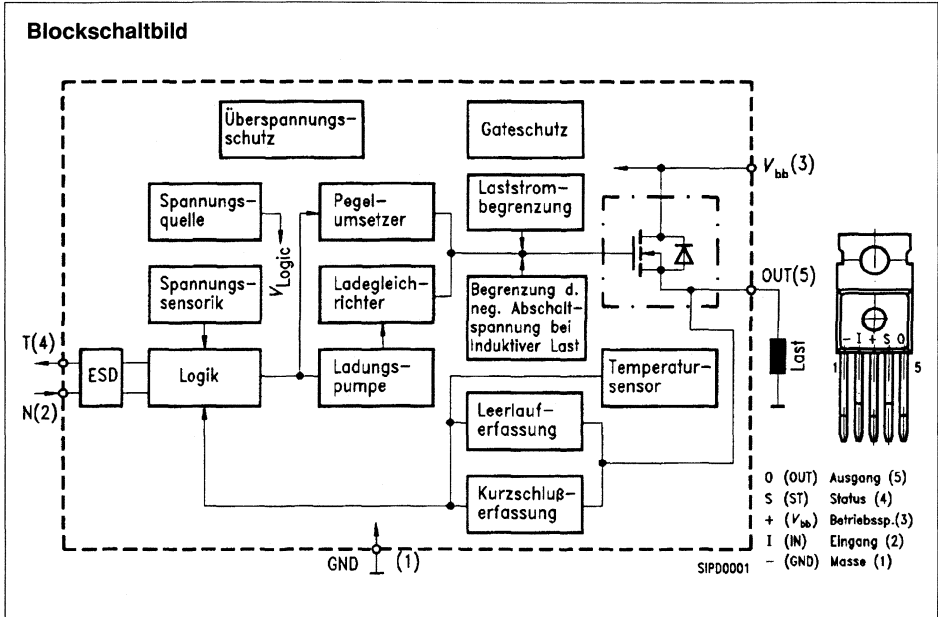 Blockschaltbild
Überspannungs-
schutz
Gateschutz
Spannungs-
quelle
Pegel-
umsetzer
Laststrom-
begrenzung
V_bb (3)
V_Logic
Spannungs-
sensorik
Ladegleich-
richter
Begrenzung d.
neg. Abschalt-
spannung bei
Induktiver Last
OUT(5)
T(4)
N(2)
ESD
Logik
Ladungs-
pumpe
Temperatur-
sensor
Last
- I + S O
1 5
Leerlauf-
erfassung
Kurzschluß-
erfassung
GND (1)
SIPD0001
O (OUT) Ausgang (5)
S (ST) Status (4)
+ (V_bb) Betriebssp.(3)
I (IN) Eingang (2)
- (GND) Masse (1)